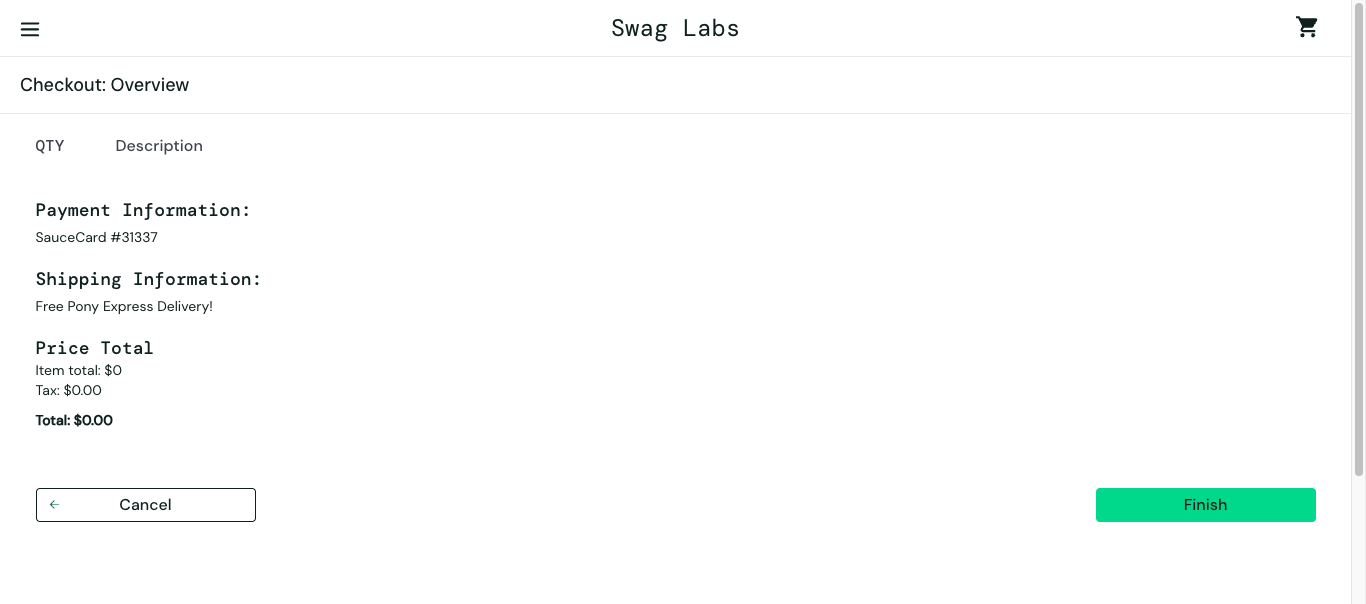 Swag Labs
Checkout: Overview
QTY Description
Payment Information:
SauceCard #31337
Shipping Information:
Free Pony Express Delivery!
Price Total
Item total: $0
Tax: $0.00
Total: $0.00
Cancel
Finish